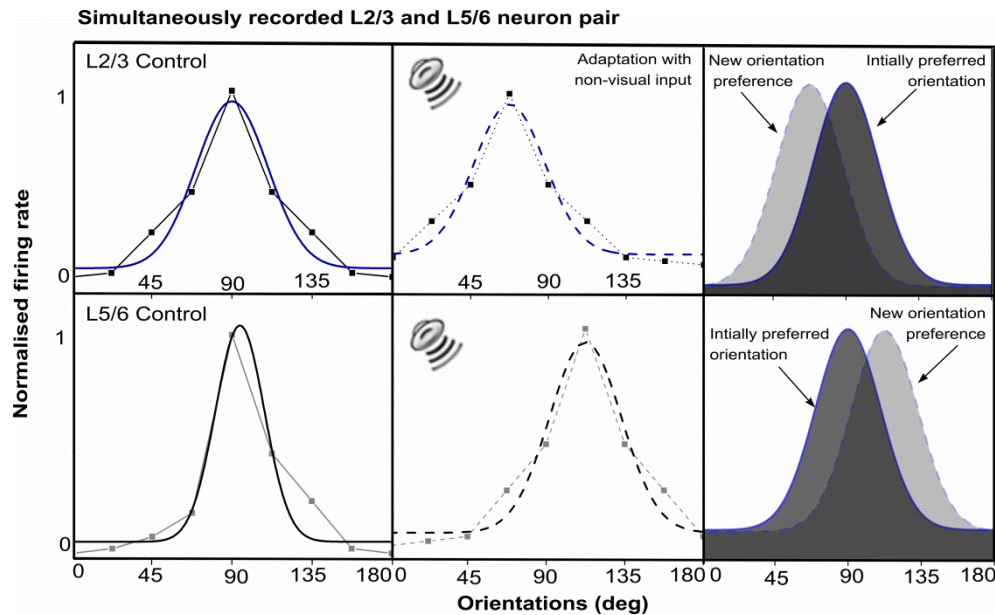 Simultaneously recorded L2/3 and L5/6 neuron pair
Normalised firing rate
L2/3 Control
1
0
45 90 135
Adaptation with
non-visual input
45 90 135
New orientation
preference
Intially preferred
orientation
L5/6 Control
1
0
0 45 90 135 180
0 45 90 135 180
Intially preferred
orientation
New orientation
preference
0 45 90 135 180
Orientations (deg)